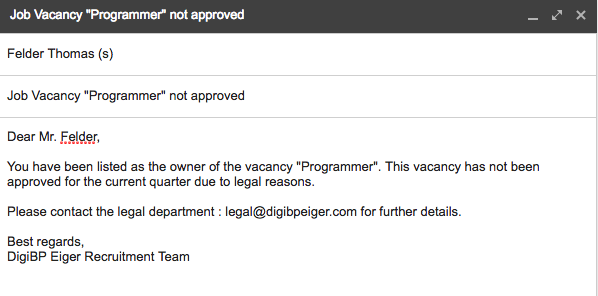 Job Vacancy "Programmer" not approved
Felder Thomas (s)
Job Vacancy "Programmer" not approved
Dear Mr. Felder,
You have been listed as the owner of the vacancy "Programmer". This vacancy has not been
approved for the current quarter due to legal reasons.
Please contact the legal department : legal@digibpeiger.com for further details.
Best regards,
DigiBP Eiger Recruitment Team